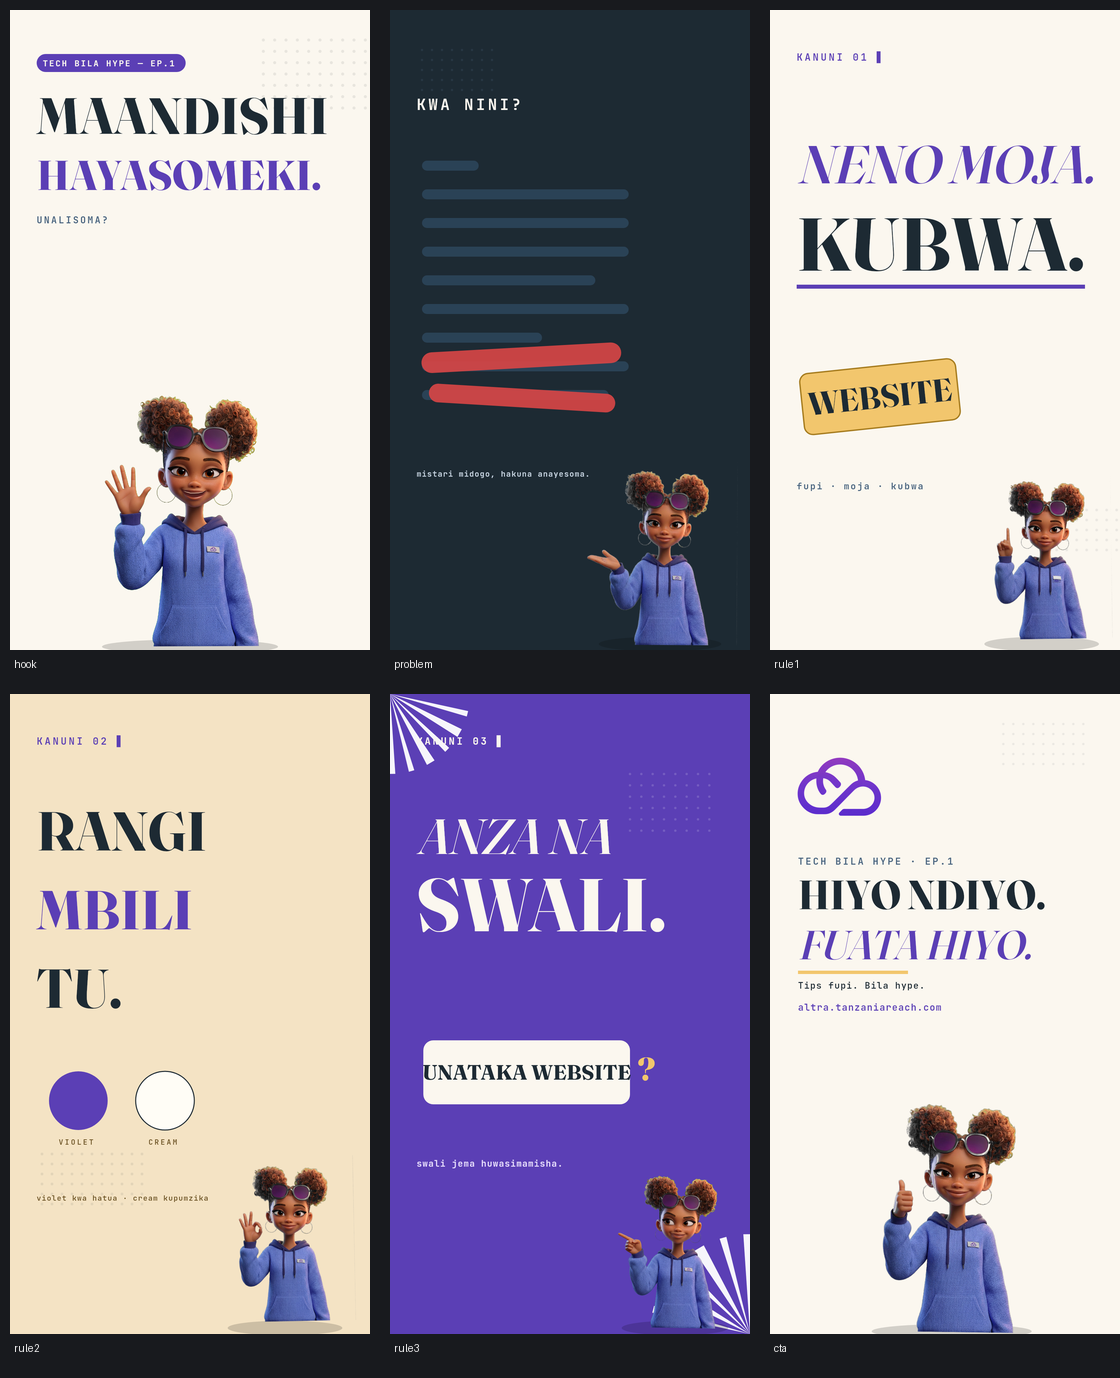 TECH BILA HYPE — EP.1
MAANDISHI
HAYASOMEKI.
UNALISOMA?
hook
KWA NINI?
mistari midogo, hakuna anayesoma.
problem
KANUNI 01
NENO MOJA.
KUBWA.
WEBSITE
fupi · moja · kubwa
rule1
KANUNI 02
RANGI
MBILI
TU.
VIOLET CREAM
violet kwa hatua · cream kupumzika
rule2
KANUNI 03
ANZA NA
SWALI.
UNATAKA WEBSITE ?
swali jema huwasimamisha.
rule3
TECH BILA HYPE · EP.1
HIYO NDIYO.
FUATA HIYO.
Tips fupi. Bila hype.
altra.tanzaniareach.com
cta